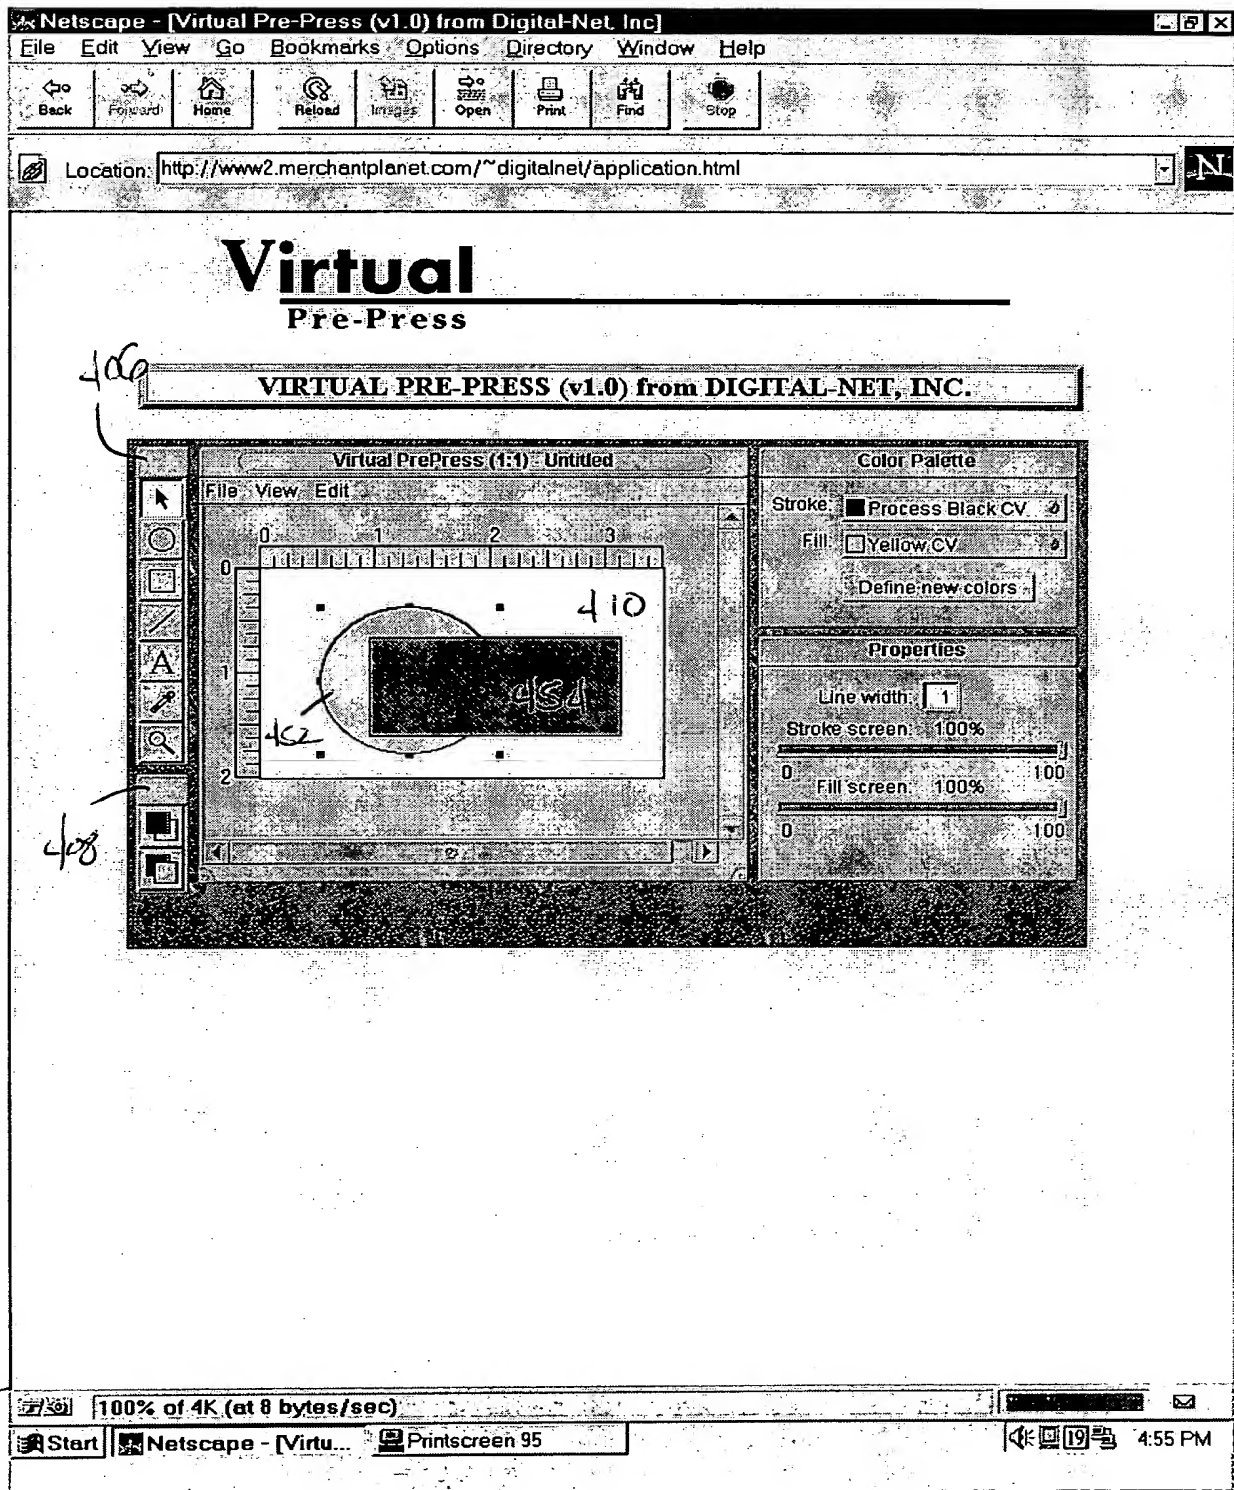 Netscape - [Virtual Pre-Press (v1.0) from Digital-Net, Inc]
File Edit View Go Bookmarks Options Directory Window Help
Back Forward Home Reload Images Open Print Find Stop
Location: http://www2.merchantplanet.com/~digitalnet/application.html
N
Virtual
Pre-Press
406
VIRTUAL PRE-PRESS (v1.0) from DIGITAL-NET, INC.
Virtual PrePress (1:1) - Untitled
Color Palette
File View Edit
Stroke: Process Black CV
Fill: Yellow CV
Define new colors
0 1 2 3
0
1
2
410
454
452
A
408
Properties
Line width: 1
Stroke screen: 100%
0 100
Fill screen: 100%
0 100
100% of 4K (at 8 bytes/sec)
Start Netscape - [Virtu... Printscreen 95 19 4:55 PM